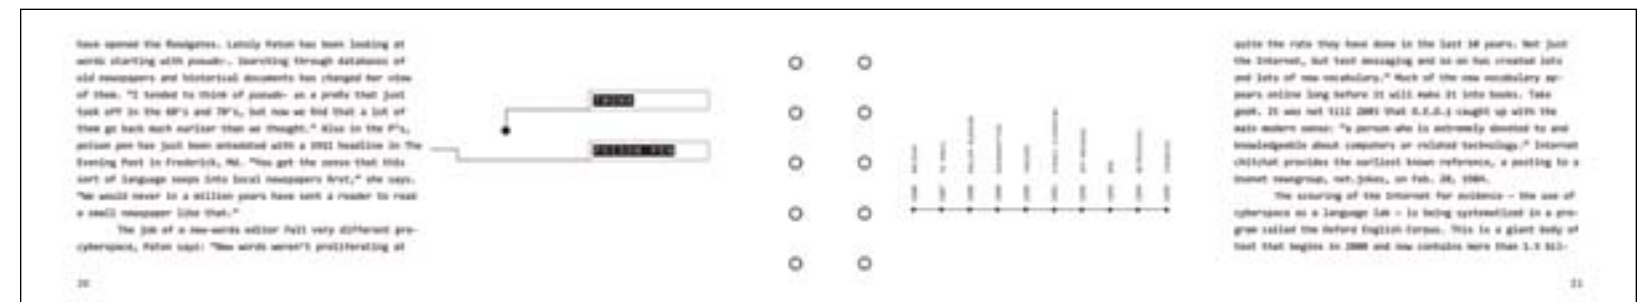 have opened the floodgates. Lately Paton has been looking at
words starting with pseudo-. Searching through databases of
old newspapers and historical documents has changed her view
of them. "I tended to think of pseudo- as a prefix that just
took off in the 60's and 70's, but now we find that a lot of
them go back much earlier than we thought." Also in the P's,
poison pen has just been antedated with a 1911 headline in The
Evening Post in Frederick, Md. "You get the sense that this
sort of language seeps into local newspapers first," she says.
"We would never in a million years have sent a reader to read
a small newspaper like that."
The job of a new-words editor felt very different pre-
cyberspace, Paton says: "New words weren't proliferating at
20
POISON PEN
quite the rate they have done in the last 10 years. Not just
the Internet, but text messaging and so on has created lots
and lots of new vocabulary." Much of the new vocabulary ap-
pears online long before it will make it into books. Take
geek. It was not till 2003 that O.E.D.3 caught up with the
main modern sense: "a person who is extremely devoted to and
knowledgeable about computers or related technology." Internet
chitchat provides the earliest known reference, a posting to a
Usenet newsgroup, net.jokes, on Feb. 20, 1984.
The scouring of the Internet for evidence — the use of
cyberspace as a language lab — is being systematized in a pro-
gram called the Oxford English Corpus. This is a giant body of
text that begins in 2000 and now contains more than 1.5 bil-
21